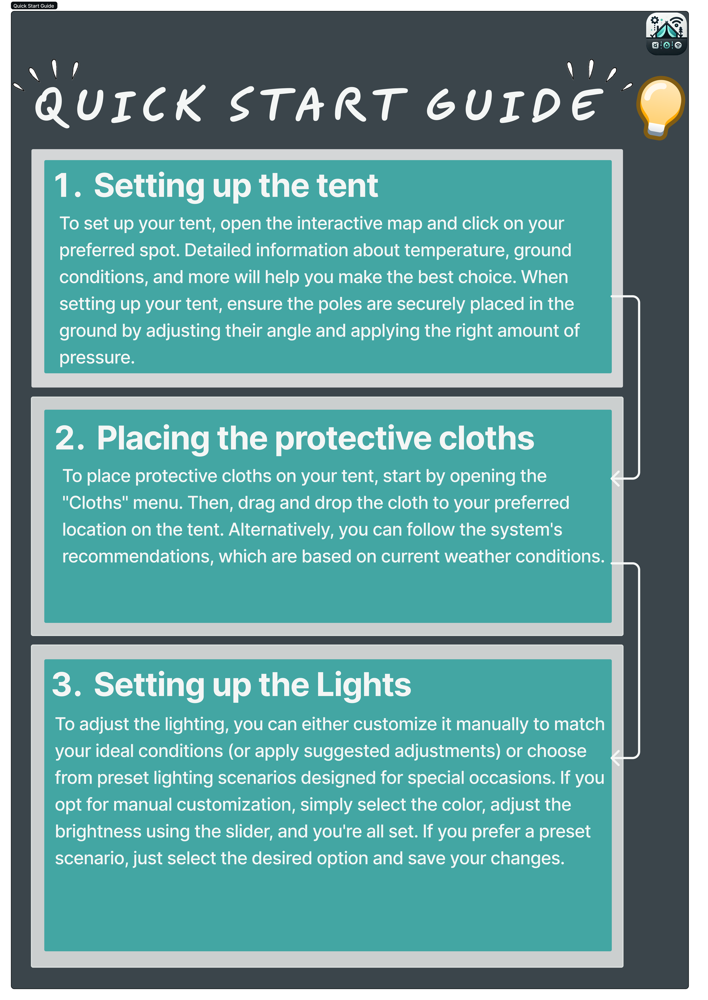 Quick Start Guide
QUICK START GUIDE
1. Setting up the tent
To set up your tent, open the interactive map and click on your
preferred spot. Detailed information about temperature, ground
conditions, and more will help you make the best choice. When
setting up your tent, ensure the poles are securely placed in the
ground by adjusting their angle and applying the right amount of
pressure.
2. Placing the protective cloths
To place protective cloths on your tent, start by opening the
"Cloths" menu. Then, drag and drop the cloth to your preferred
location on the tent. Alternatively, you can follow the system's
recommendations, which are based on current weather conditions.
3. Setting up the Lights
To adjust the lighting, you can either customize it manually to match
your ideal conditions (or apply suggested adjustments) or choose
from preset lighting scenarios designed for special occasions. If you
opt for manual customization, simply select the color, adjust the
brightness using the slider, and you're all set. If you prefer a preset
scenario, just select the desired option and save your changes.